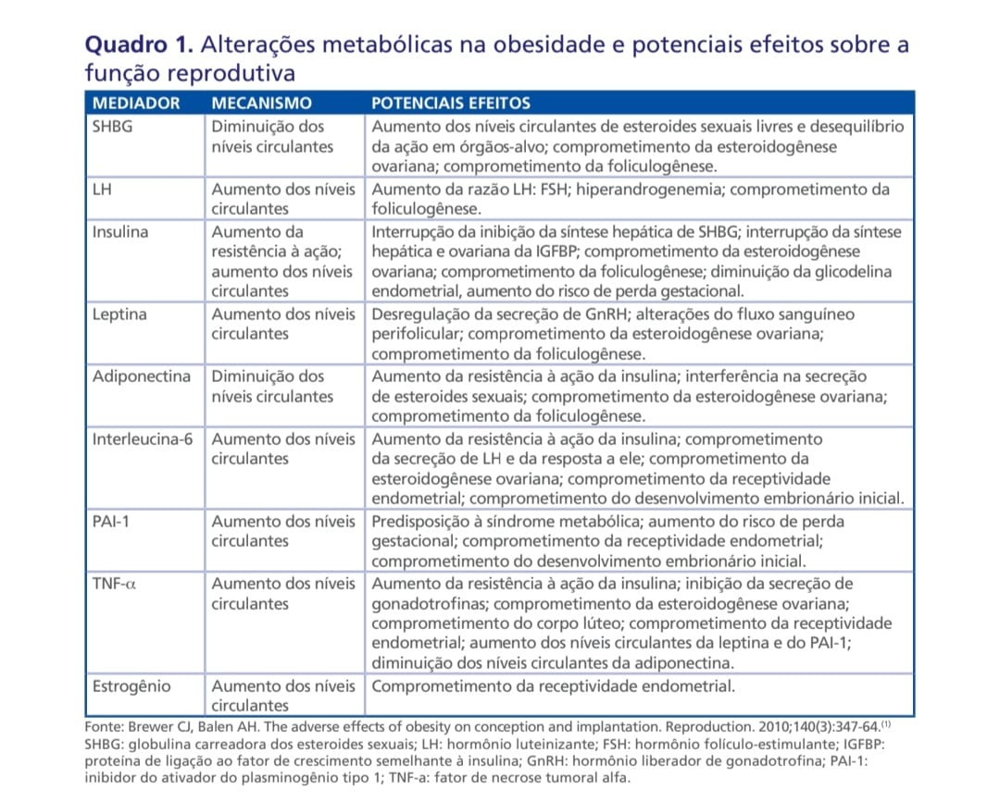 Quadro 1. Alterações metabólicas na obesidade e potenciais efeitos sobre a
função reprodutiva
MEDIADOR MECANISMO POTENCIAIS EFEITOS
SHBG Diminuição dos Aumento dos níveis circulantes de esteroides sexuais livres e desequilíbrio
níveis circulantes da ação em órgãos-alvo; comprometimento da esteroidogênese
ovariana; comprometimento da foliculogênese.
LH Aumento dos níveis Aumento da razão LH: FSH; hiperandrogenemia; comprometimento da
circulantes foliculogênese.
Insulina Aumento da Interrupção da inibição da síntese hepática de SHBG; interrupção da síntese
resistência à ação; hepática e ovariana da IGFBP; comprometimento da esteroidogênese
aumento dos níveis ovariana; comprometimento da foliculogênese; diminuição da glicodelina
circulantes endometrial, aumento do risco de perda gestacional.
Leptina Aumento dos níveis Desregulação da secreção de GnRH; alterações do fluxo sanguíneo
circulantes perifolicular; comprometimento da esteroidogênese ovariana;
comprometimento da foliculogênese.
Adiponectina Diminuição dos Aumento da resistência à ação da insulina; interferência na secreção
níveis circulantes de esteroides sexuais; comprometimento da esteroidogênese ovariana;
comprometimento da foliculogênese.
Interleucina-6 Aumento dos níveis Aumento da resistência à ação da insulina; comprometimento
circulantes da secreção de LH e da resposta a ele; comprometimento da
esteroidogênese ovariana; comprometimento da receptividade
endometrial; comprometimento do desenvolvimento embrionário inicial.
PAI-1 Aumento dos níveis Predisposição à síndrome metabólica; aumento do risco de perda
circulantes gestacional; comprometimento da receptividade endometrial;
comprometimento do desenvolvimento embrionário inicial.
TNF-α Aumento dos níveis Aumento da resistência à ação da insulina; inibição da secreção de
circulantes gonadotrofinas; comprometimento da esteroidogênese ovariana;
comprometimento do corpo lúteo; comprometimento da receptividade
endometrial; aumento dos níveis circulantes da leptina e do PAI-1;
diminuição dos níveis circulantes da adiponectina.
Estrogênio Aumento dos níveis Comprometimento da receptividade endometrial.
circulantes
Fonte: Brewer CJ, Balen AH. The adverse effects of obesity on conception and implantation. Reproduction. 2010;140(3):347-64.(1)
SHBG: globulina carreadora dos esteroides sexuais; LH: hormônio luteinizante; FSH: hormônio folículo-estimulante; IGFBP:
proteína de ligação ao fator de crescimento semelhante à insulina; GnRH: hormônio liberador de gonadotrofina; PAI-1:
inibidor do ativador do plasminogênio tipo 1; TNF-a: fator de necrose tumoral alfa.